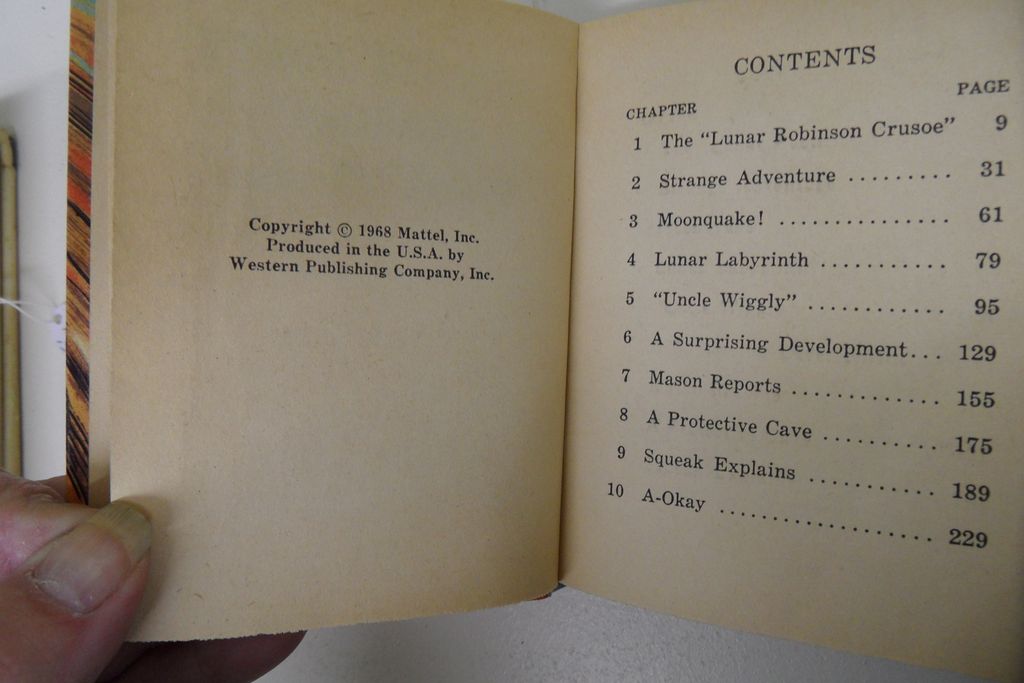 Copyright © 1968 Mattel, Inc.
Produced in the U.S.A. by
Western Publishing Company, Inc.
CONTENTS
CHAPTER PAGE
1 The "Lunar Robinson Crusoe" 9
2 Strange Adventure ......... 31
3 Moonquake! ............... 61
4 Lunar Labyrinth ........... 79
5 "Uncle Wiggly" ............ 95
6 A Surprising Development... 129
7 Mason Reports ............. 155
8 A Protective Cave .......... 175
9 Squeak Explains ........... 189
10 A-Okay .................. 229